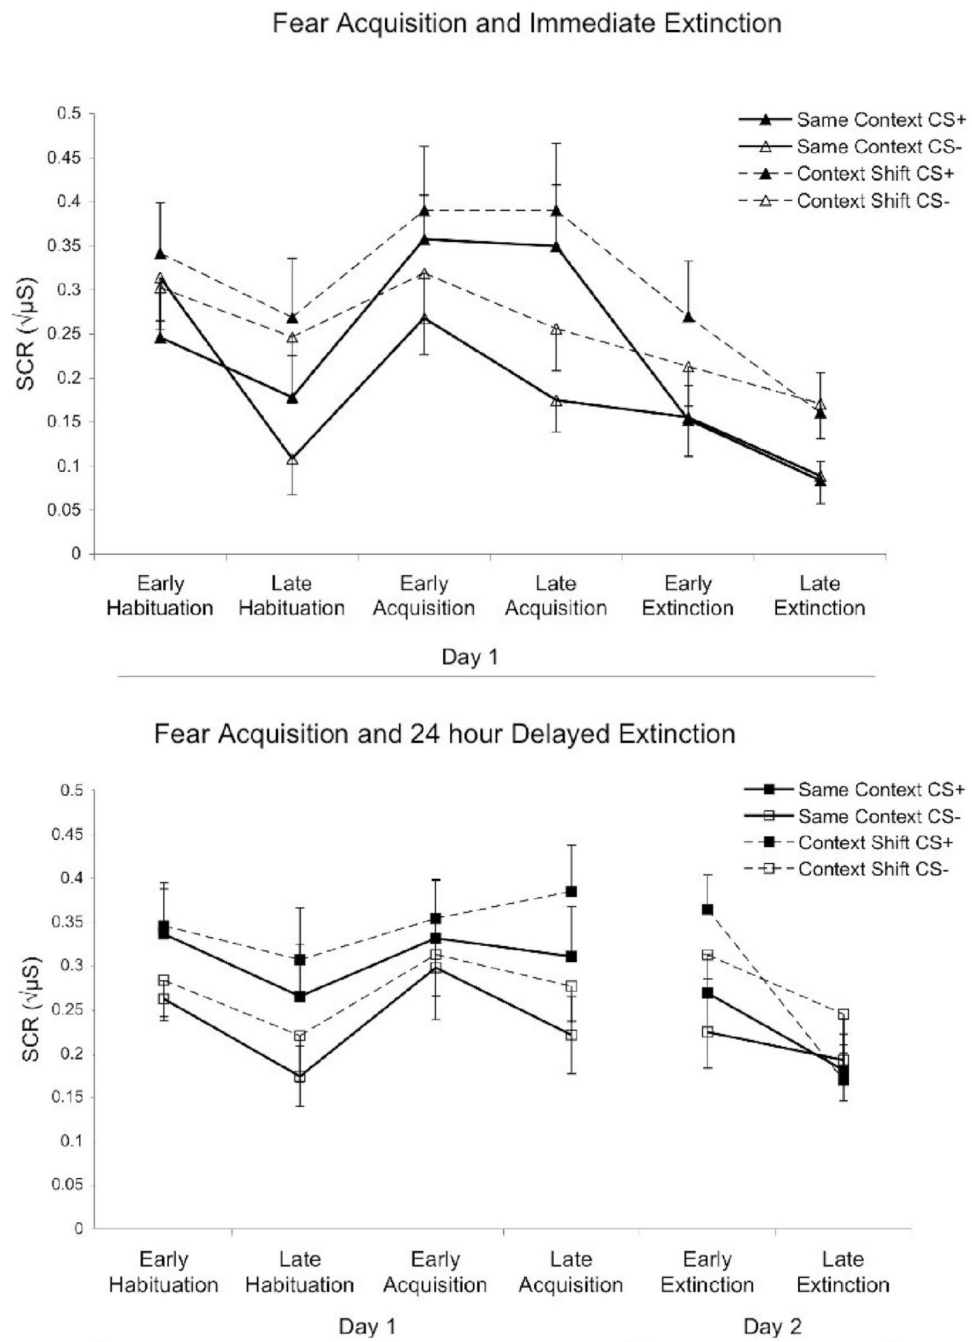 Fear Acquisition and Immediate Extinction
0.5
0.45
0.4
0.35
0.3
0.25
0.2
0.15
0.1
0.05
0
SCR (√µS)
Same Context CS+
Same Context CS-
Context Shift CS+
Context Shift CS-
Early Habituation
Late Habituation
Early Acquisition
Late Acquisition
Early Extinction
Late Extinction
Day 1
Fear Acquisition and 24 hour Delayed Extinction
0.5
0.45
0.4
0.35
0.3
0.25
0.2
0.15
0.1
0.05
0
SCR (√µS)
Same Context CS+
Same Context CS-
Context Shift CS+
Context Shift CS-
Early Habituation
Late Habituation
Early Acquisition
Late Acquisition
Early Extinction
Late Extinction
Day 1
Day 2